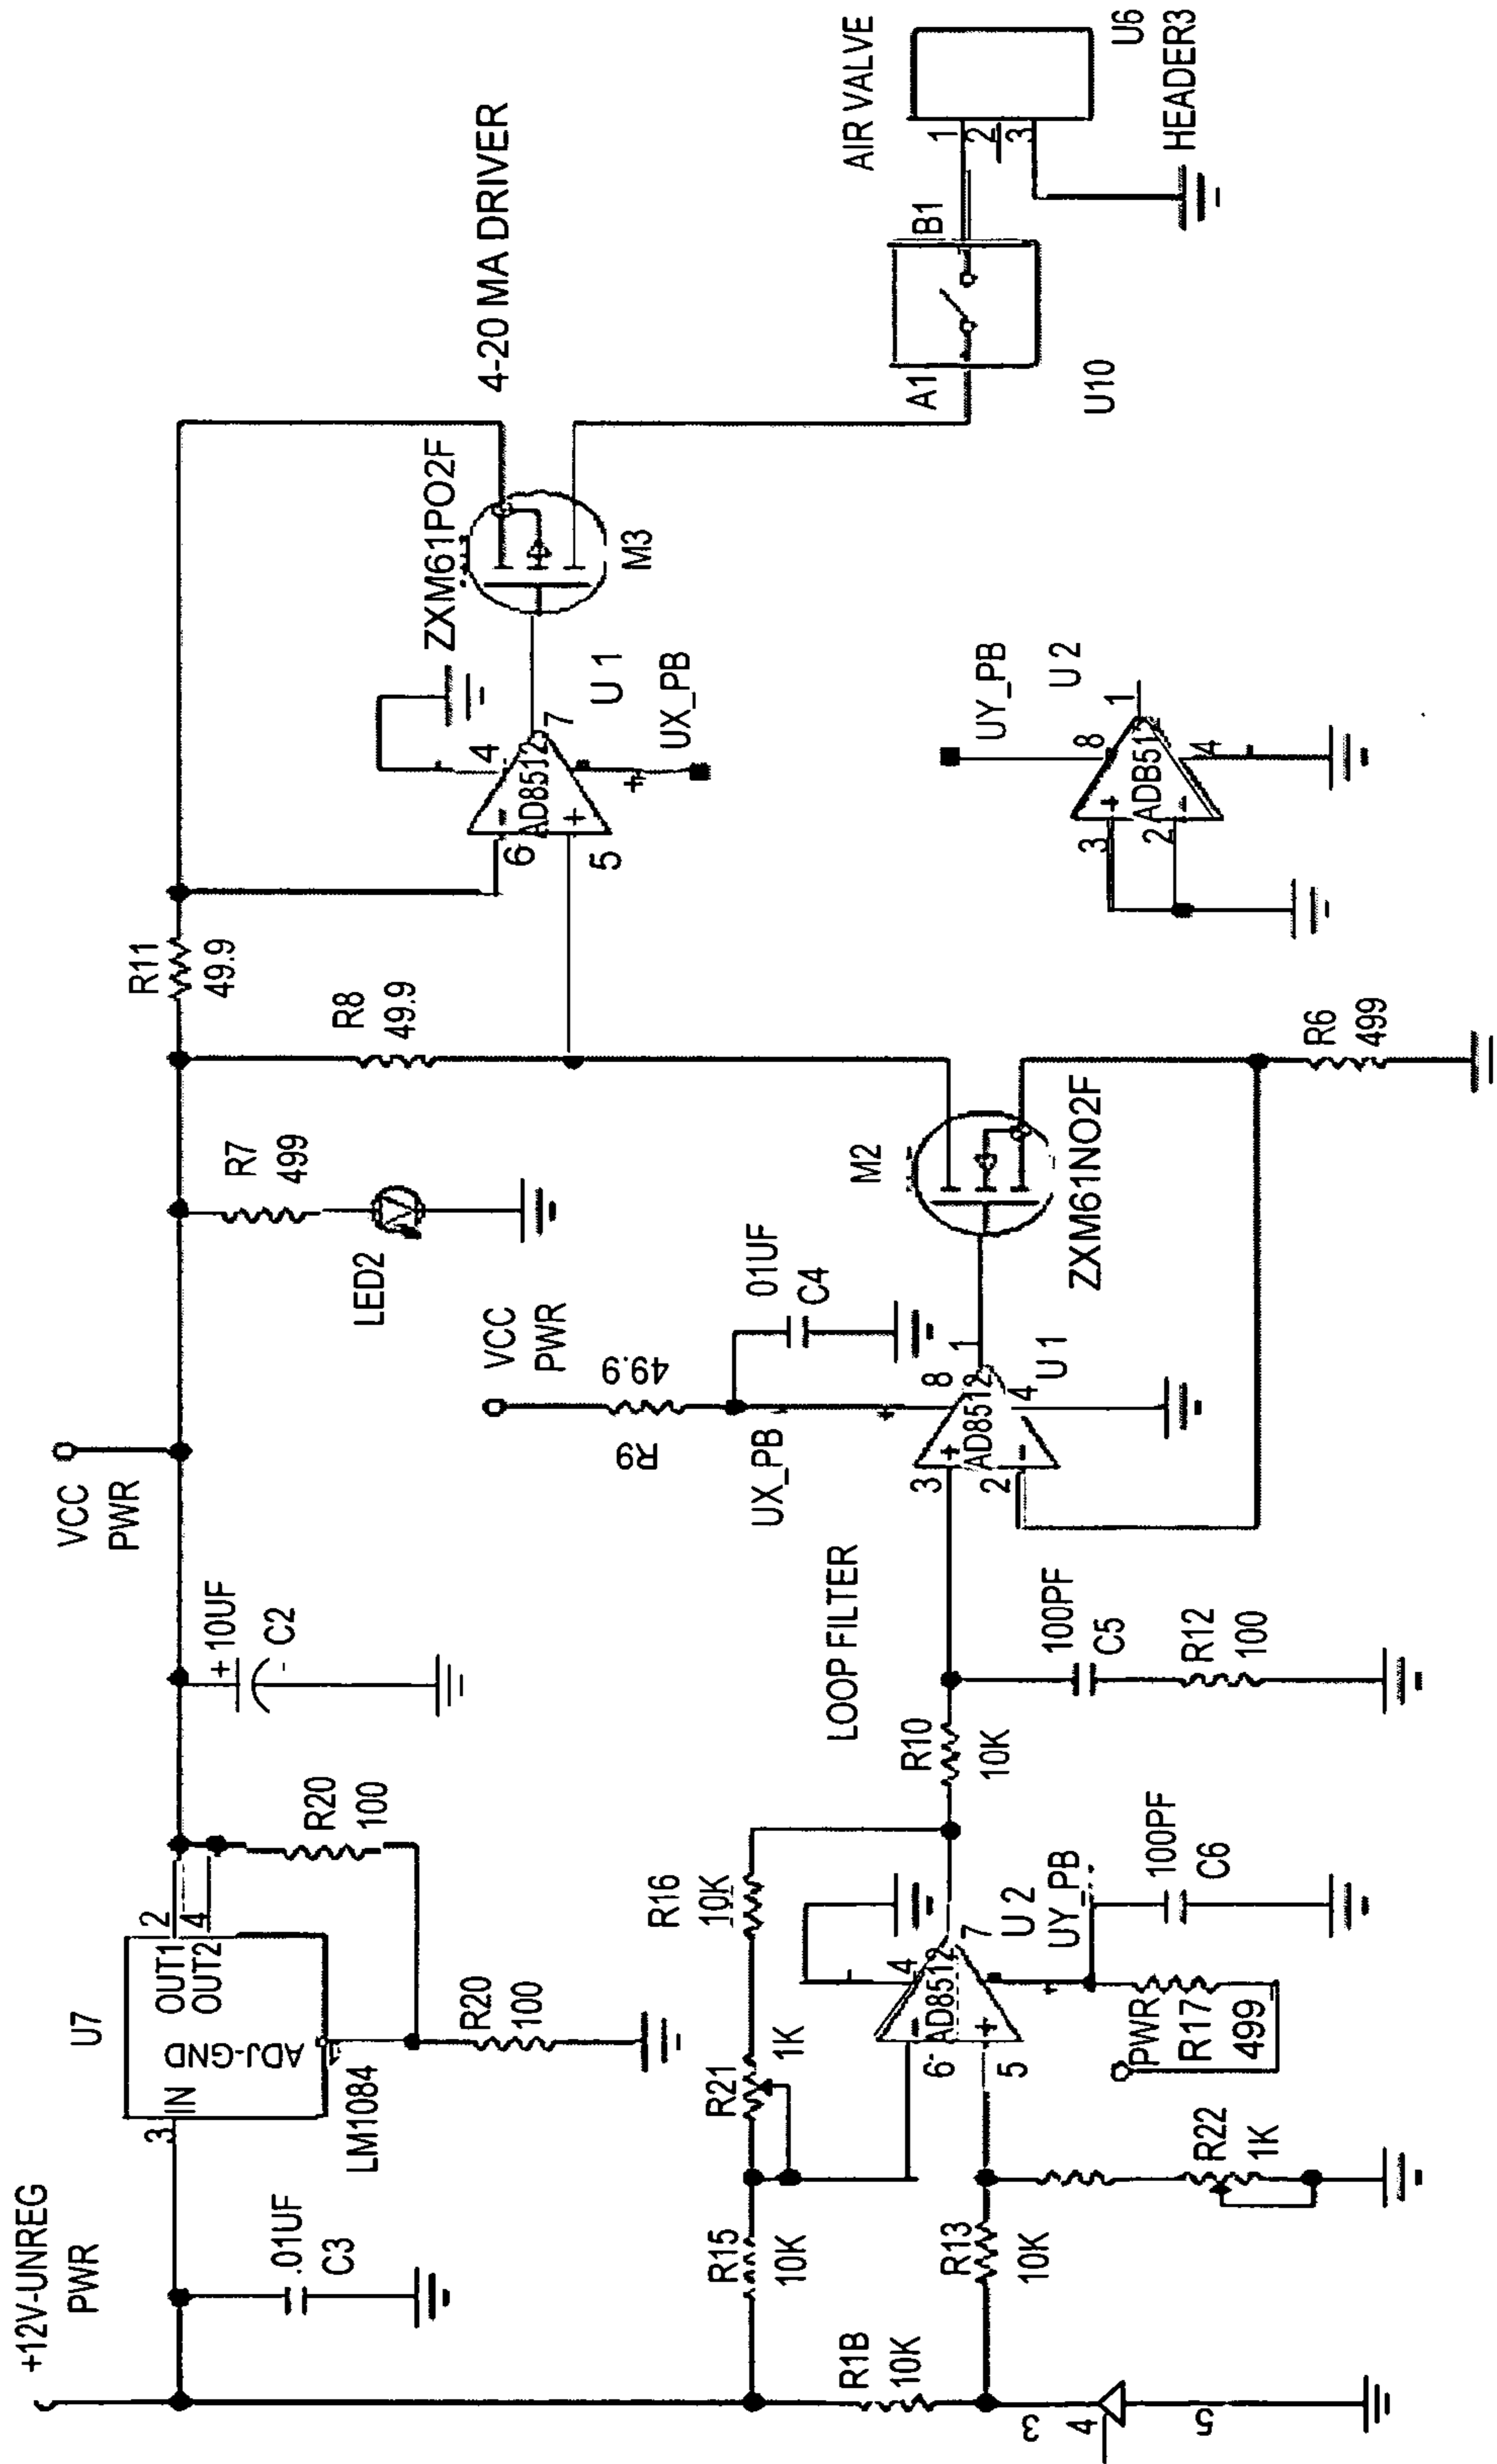 +12V-UNREG
PWR
.01UF
C3
U7
3
IN
OUT1
OUT2
ADJ-GND
2
4
1
LM1084
R20
100
R20
100
+
10UF
-
C2
VCC
PWR
R7
499
LED2
R8
49.9
R11
49.9
4-20 MA DRIVER
ZXM61PO2F
M3
6
5
-
+
AD8512
4
7
U 1
UX_PB
+
AIR VALVE
1
2
3
U6
HEADER3
A1
B1
U10
VCC
PWR
49.9
R9
01UF
C4
UX_PB
+
3
2
+
-
AD8512
8
1
4
U 1
M2
ZXM61NO2F
R6
499
UY_PB
U 2
8
1
3
2
+
-
ADB512
4
LOOP FILTER
R10
10K
100PF
C5
R12
100
R15
10K
R21
1K
R16
10K
6
5
-
+
AD8512
4
7
U 2
UY_PB
+
100PF
C6
PWR
R17
499
R13
10K
R22
1K
R1B
10K
3
4
5